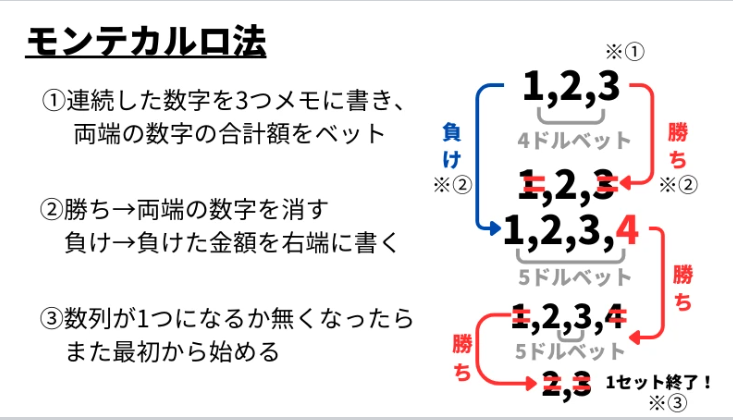 モンテカルロ法
①連続した数字を3つメモに書き、
両端の数字の合計額をベット
②勝ち→両端の数字を消す
負け→負けた金額を右端に書く
③数列が1つになるか無くなったら
また最初から始める
※①
1,2,3
4ドルベット
負け
※②
勝ち
※②
1,2,3
1,2,3,4
5ドルベット
勝ち
1,2,3,4
5ドルベット
勝ち
2,3
1セット終了！
※③